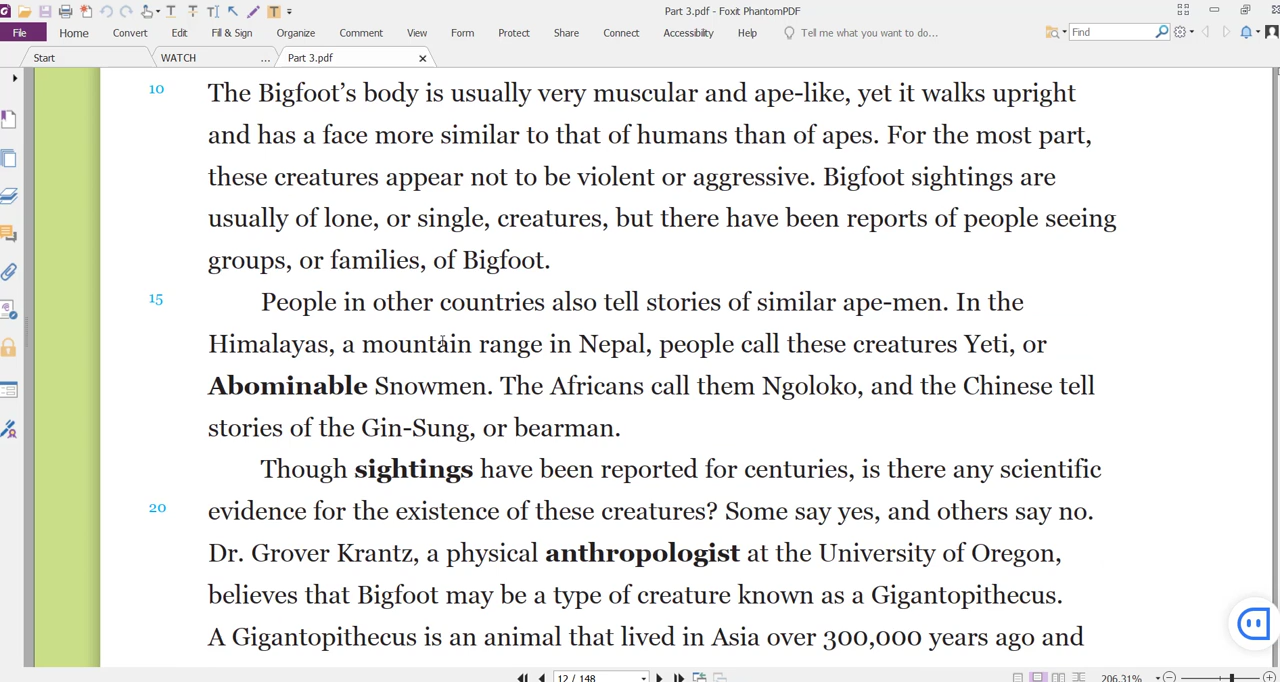 Part 3.pdf - Foxit PhantomPDF
File Home Convert Edit Fill & Sign Organize Comment View Form Protect Share Connect Accessibility Help Tell me what you want to do... Find
Start WATCH ... Part 3.pdf
10 The Bigfoot's body is usually very muscular and ape-like, yet it walks upright
and has a face more similar to that of humans than of apes. For the most part,
these creatures appear not to be violent or aggressive. Bigfoot sightings are
usually of lone, or single, creatures, but there have been reports of people seeing
groups, or families, of Bigfoot.
15 People in other countries also tell stories of similar ape-men. In the
Himalayas, a mountain range in Nepal, people call these creatures Yeti, or
Abominable Snowmen. The Africans call them Ngoloko, and the Chinese tell
stories of the Gin-Sung, or bearman.
Though sightings have been reported for centuries, is there any scientific
20 evidence for the existence of these creatures? Some say yes, and others say no.
Dr. Grover Krantz, a physical anthropologist at the University of Oregon,
believes that Bigfoot may be a type of creature known as a Gigantopithecus.
A Gigantopithecus is an animal that lived in Asia over 300,000 years ago and
12 / 148 206.31%